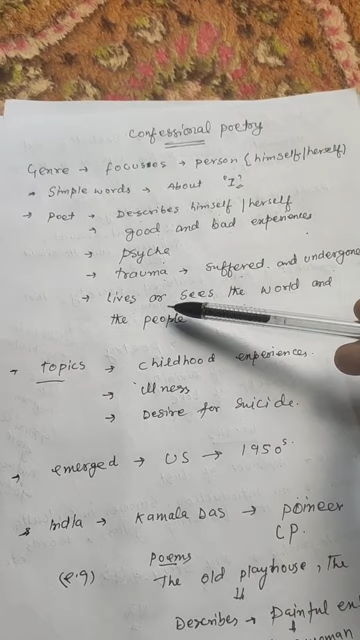 Confessional poetry
Genre → focusses → person (himself/herself)
→ Simple words → About "I".
→ Poet → Describes himself/herself
→ good and bad experiences
→ psyche
→ trauma → suffered and undergone
→ lives or sees the world and
the people
→ topics → childhood experiences.
→ illness
→ Desire for suicide.
→ emerged → US → 1950s.
→ India → Kamala Das → pioneer
C.P.
Poems
(e.g) The old playhouse, The
Describes → Painful